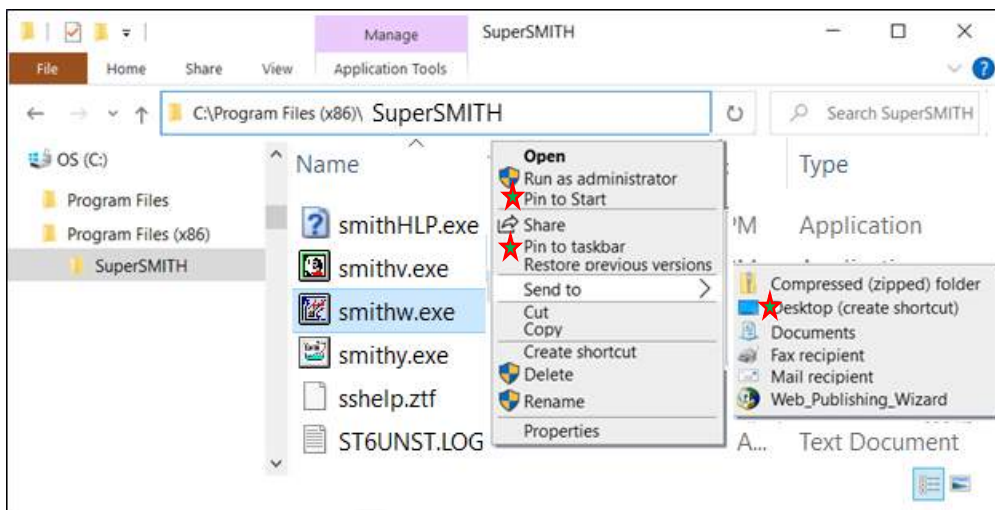 Manage
SuperSMITH
File
Home
Share
View
Application Tools
?
C:\Program Files (x86)\ SuperSMITH
Search SuperSMITH
OS (C:)
Program Files
Program Files (x86)
SuperSMITH
Name
Type
smithHLP.exe
smithv.exe
smithw.exe
smithy.exe
sshelp.ztf
ST6UNST.LOG
Open
Run as administrator
Pin to Start
Share
Pin to taskbar
Restore previous versions
Send to
Cut
Copy
Create shortcut
Delete
Rename
Properties
'M Application
Compressed (zipped) folder
Desktop (create shortcut)
Documents
Fax recipient
Mail recipient
Web_Publishing_Wizard
A... Text Document